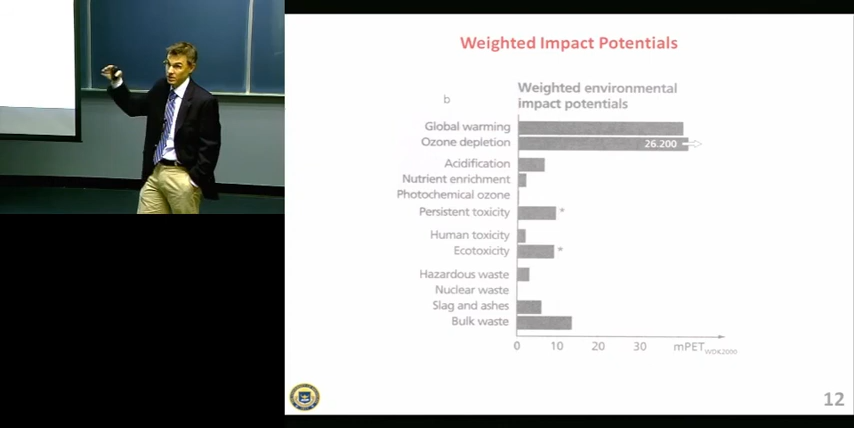 Weighted Impact Potentials
b
Weighted environmental
impact potentials
Global warming
Ozone depletion 26.200
Acidification
Nutrient enrichment
Photochemical ozone
Persistent toxicity *
Human toxicity
Ecotoxicity *
Hazardous waste
Nuclear waste
Slag and ashes
Bulk waste
0 10 20 30 mPET WDK2000
12